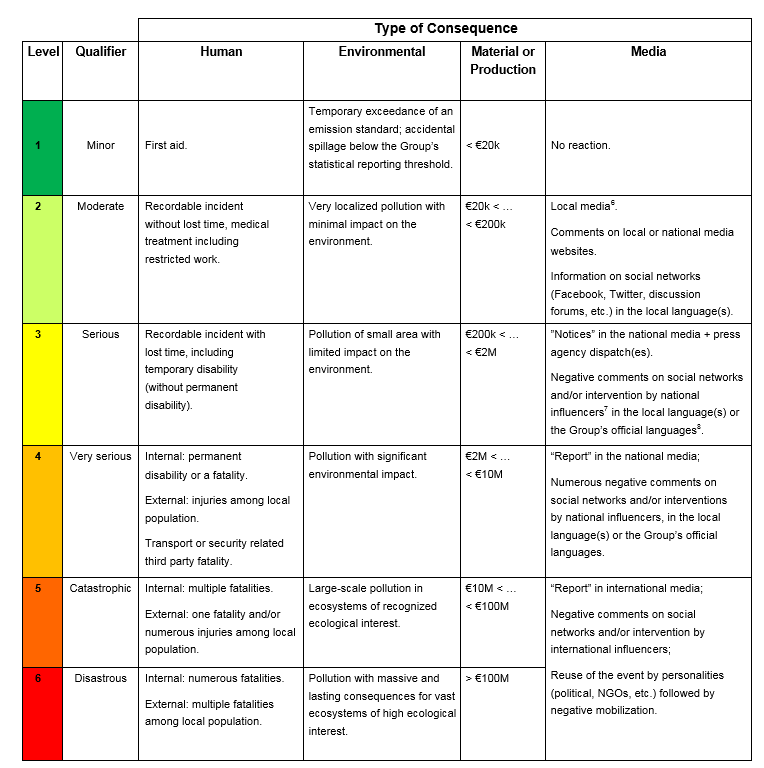 Type of Consequence
Level
Qualifier
Human
Environmental
Material or
Production
Media
1
Minor
First aid.
Temporary exceedance of an
emission standard; accidental
spillage below the Group's
statistical reporting threshold.
< €20k
No reaction.
2
Moderate
Recordable incident
without lost time, medical
treatment including
restricted work.
Very localized pollution with
minimal impact on the
environment.
€20k < …
< €200k
Local media⁶.
Comments on local or national media
websites.
Information on social networks
(Facebook, Twitter, discussion
forums, etc.) in the local language(s).
3
Serious
Recordable incident with
lost time, including
temporary disability
(without permanent
disability).
Pollution of small area with
limited impact on the
environment.
€200k < …
< €2M
"Notices" in the national media + press
agency dispatch(es).
Negative comments on social networks
and/or intervention by national
influencers⁷ in the local language(s) or
the Group's official languages⁸.
4
Very serious
Internal: permanent
disability or a fatality.
External: injuries among local
population.
Transport or security related
third party fatality.
Pollution with significant
environmental impact.
€2M < …
< €10M
"Report" in the national media;
Numerous negative comments on
social networks and/or interventions
by national influencers, in the local
language(s) or the Group's official
languages.
5
Catastrophic
Internal: multiple fatalities.
External: one fatality and/or
numerous injuries among local
population.
Large-scale pollution in
ecosystems of recognized
ecological interest.
€10M < …
< €100M
"Report" in international media;
Negative comments on social
networks and/or intervention by
international influencers;
Reuse of the event by personalities
(political, NGOs, etc.) followed by
negative mobilization.
6
Disastrous
Internal: numerous fatalities.
External: multiple fatalities
among local population.
Pollution with massive and
lasting consequences for vast
ecosystems of high ecological
interest.
> €100M